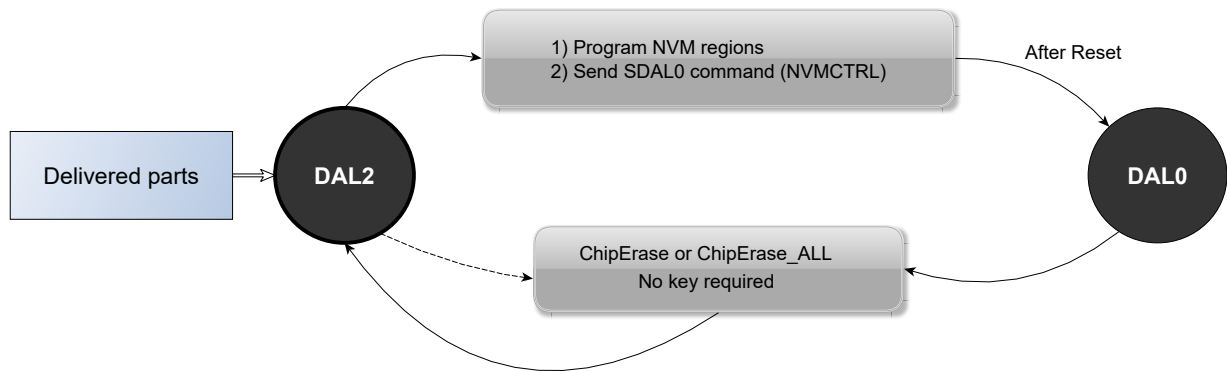 1) Program NVM regions
2) Send SDAL0 command (NVMCTRL)
After Reset
Delivered parts
DAL2
DAL0
ChipErase or ChipErase_ALL
No key required